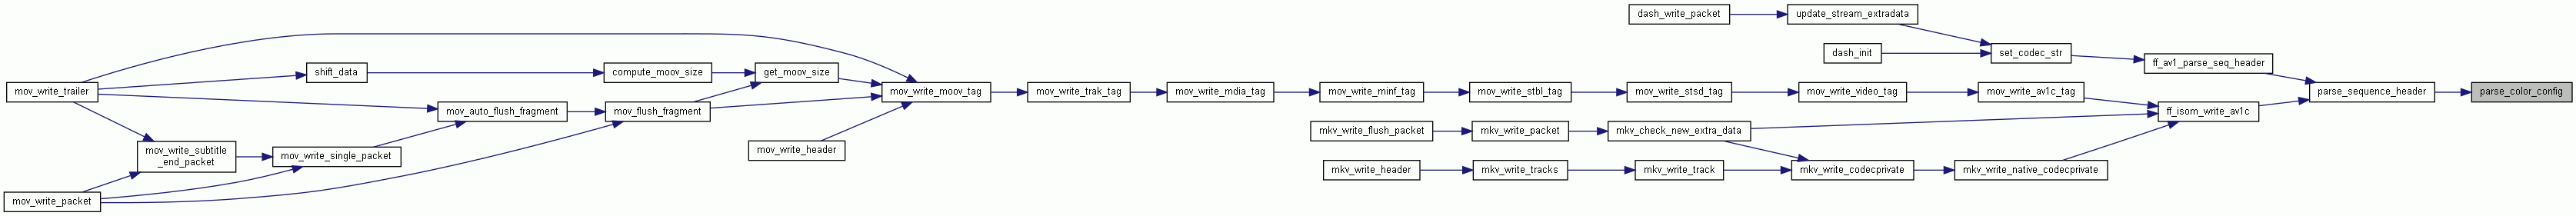 dash_write_packet
update_stream_extradata
dash_init
set_codec_str
ff_av1_parse_seq_header
shift_data
compute_moov_size
get_moov_size
mov_write_trailer
mov_write_moov_tag
mov_write_trak_tag
mov_write_mdia_tag
mov_write_minf_tag
mov_write_stbl_tag
mov_write_stsd_tag
mov_write_video_tag
mov_write_av1c_tag
parse_sequence_header
parse_color_config
mov_auto_flush_fragment
mov_flush_fragment
ff_isom_write_av1c
mkv_write_flush_packet
mkv_write_packet
mkv_check_new_extra_data
mov_write_header
mov_write_subtitle
_end_packet
mov_write_single_packet
mkv_write_header
mkv_write_tracks
mkv_write_track
mkv_write_codecprivate
mkv_write_native_codecprivate
mov_write_packet